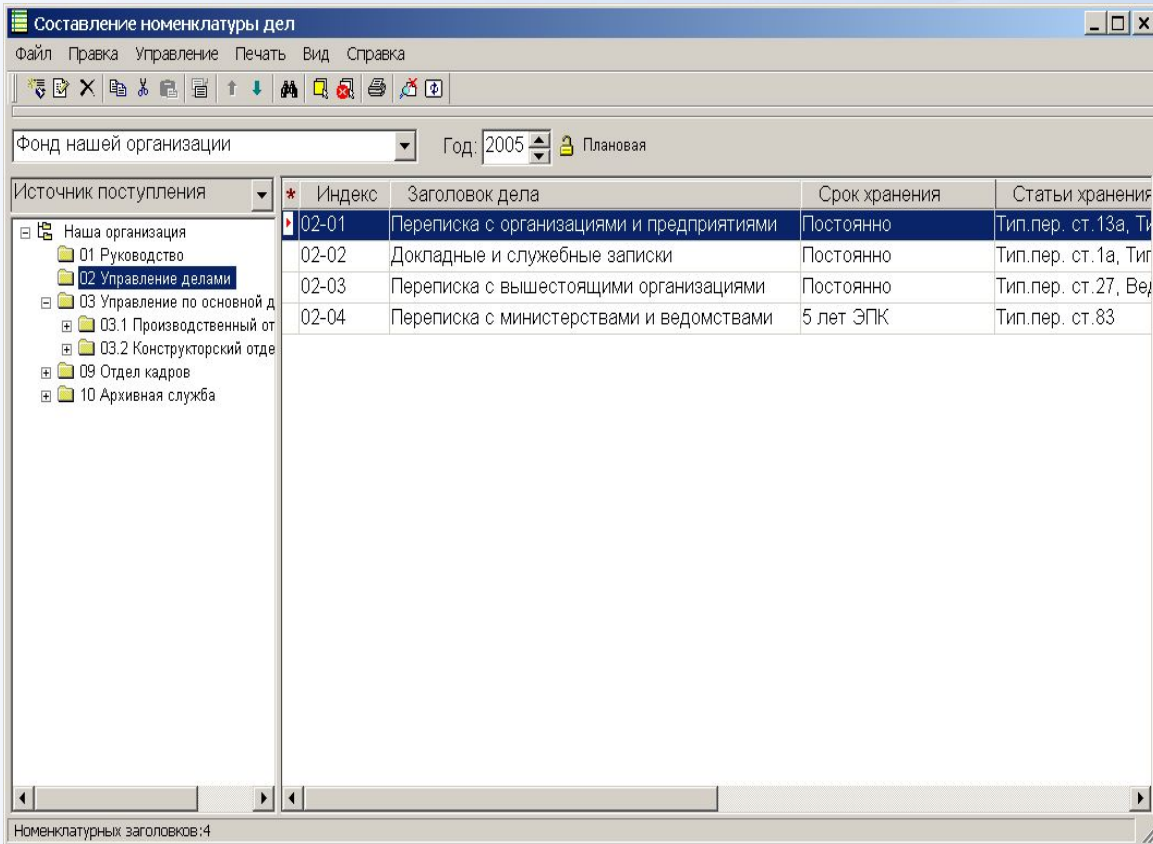 Составление номенклатуры дел
Файл Правка Управление Печать Вид Справка
Фонд нашей организации Год: 2005 Плановая
Источник поступления
Наша организация
01 Руководство
02 Управление делами
03 Управление по основной д
03.1 Производственный от
03.2 Конструкторский отде
09 Отдел кадров
10 Архивная служба
* Индекс Заголовок дела Срок хранения Статьи хранения
02-01 Переписка с организациями и предприятиями Постоянно Тип.пер. ст.13а, Ти
02-02 Докладные и служебные записки Постоянно Тип.пер. ст.1а, Тип
02-03 Переписка с вышестоящими организациями Постоянно Тип.пер. ст.27, Вед
02-04 Переписка с министерствами и ведомствами 5 лет ЭПК Тип.пер. ст.83
Номенклатурных заголовков:4